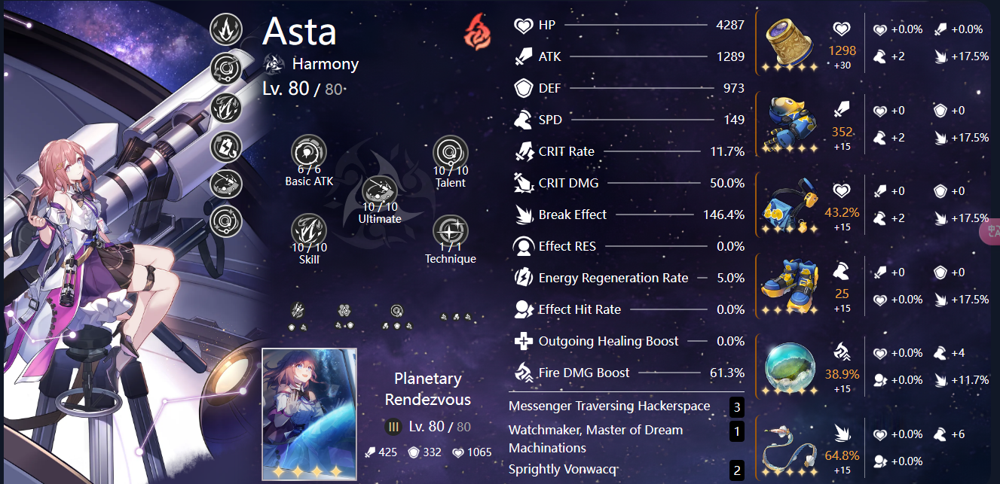 Asta
Harmony
Lv. 80 / 80
6 / 6
Basic ATK
10 / 10
Talent
10 / 10
Ultimate
10 / 10
Skill
1 / 1
Technique
Planetary
Rendezvous
III Lv. 80 / 80
425 332 1065
HP 4287
ATK 1289
DEF 973
SPD 149
CRIT Rate 11.7%
CRIT DMG 50.0%
Break Effect 146.4%
Effect RES 0.0%
Energy Regeneration Rate 5.0%
Effect Hit Rate 0.0%
Outgoing Healing Boost 0.0%
Fire DMG Boost 61.3%
Messenger Traversing Hackerspace 3
Watchmaker, Master of Dream 1
Machinations
Sprightly Vonwacq 2
+0.0% +0.0%
1298
+30
+2 +17.5%
+0 +0
352
+15
+2 +17.5%
+0 +0
43.2%
+15
+2 +17.5%
+0 +0
25
+15
+0.0% +17.5%
+0.0% +4
38.9%
+15
+0.0% +11.7%
+0.0% +6
64.8%
+15
+0.0%
中
A